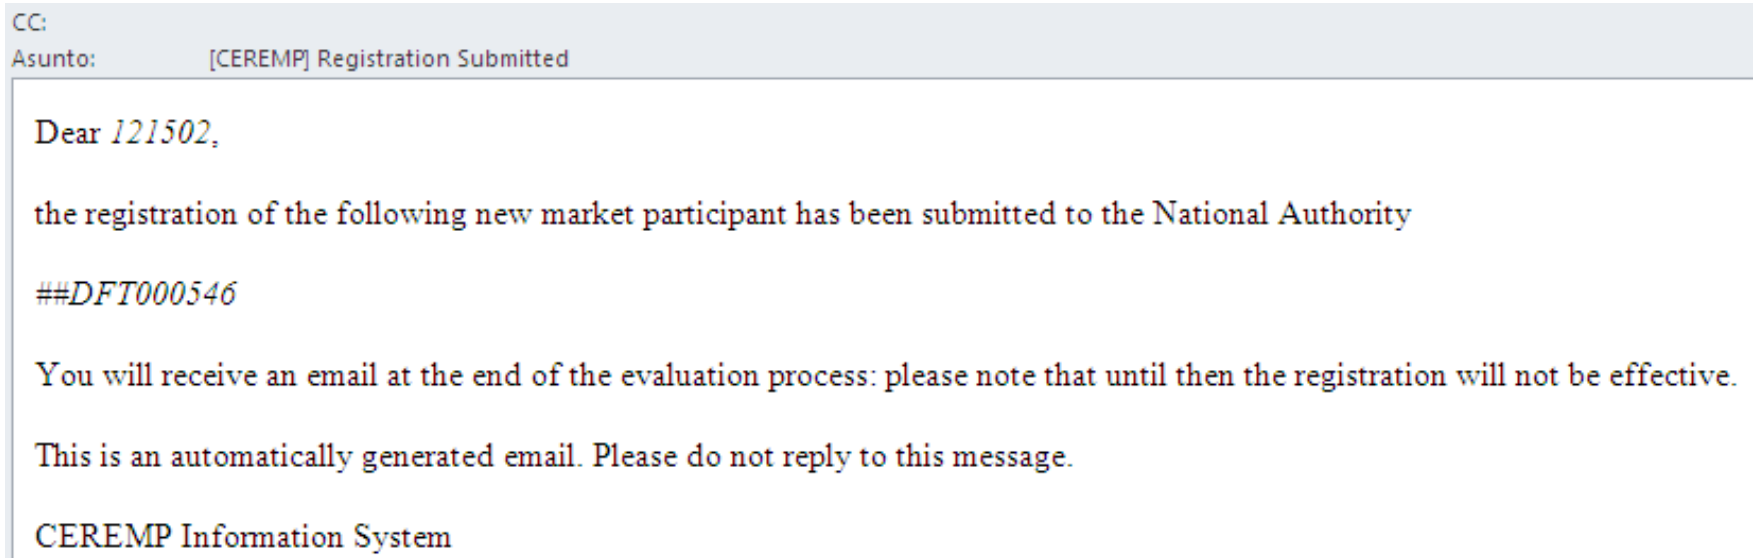 CC:
Asunto: [CEREMP] Registration Submitted
Dear 121502,
the registration of the following new market participant has been submitted to the National Authority
##DFT000546
You will receive an email at the end of the evaluation process: please note that until then the registration will not be effective.
This is an automatically generated email. Please do not reply to this message.
CEREMP Information System